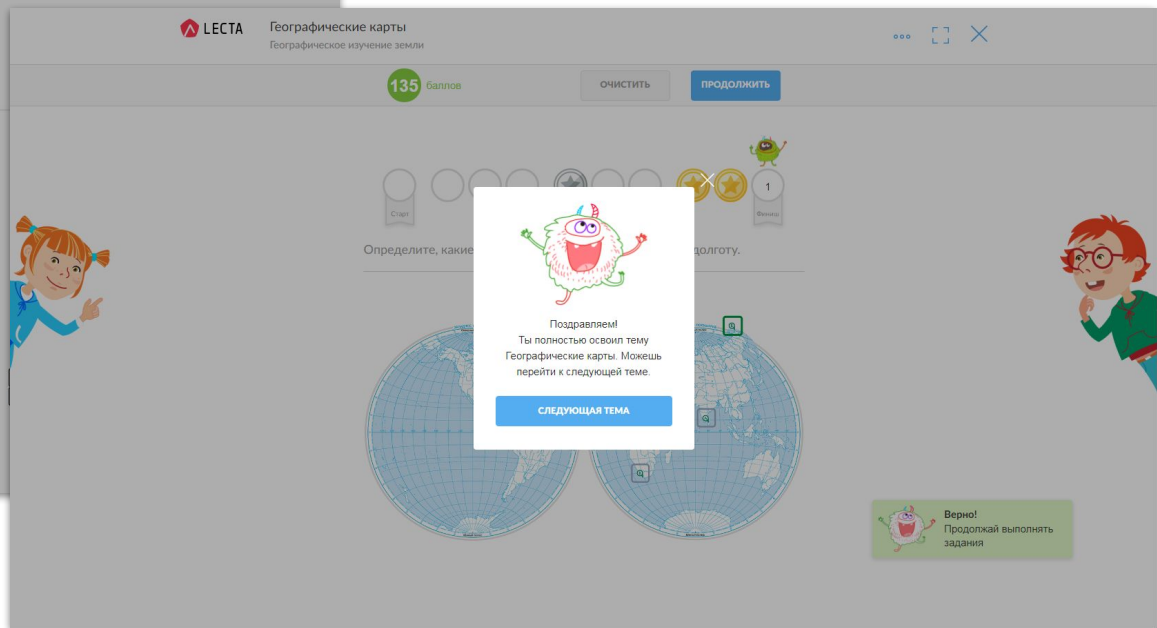 LECTA
Географические карты
Географическое изучение земли
135 баллов
ОЧИСТИТЬ
ПРОДОЛЖИТЬ
1
Старт
Финиш
Определите, какие
долготу.
Поздравляем!
Ты полностью освоил тему
Географические карты. Можешь
перейти к следующей теме.
СЛЕДУЮЩАЯ ТЕМА
Верно!
Продолжай выполнять
задания